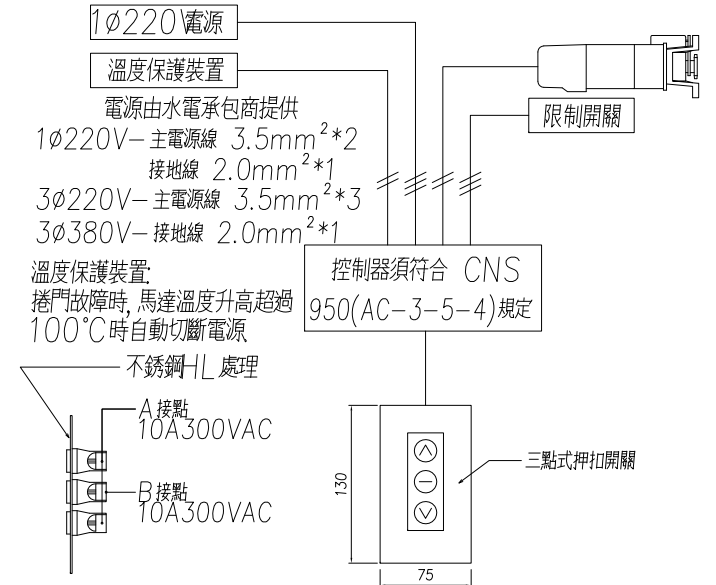 1ø220V電源
溫度保護裝置
電源由水電承包商提供
1ø220V-主電源線 3.5mm²*2
接地線 2.0mm²*1
3ø220V-主電源線 3.5mm²*3
3ø380V-接地線 2.0mm²*1
溫度保護裝置:
捲門故障時,馬達溫度升高超過
100°C時自動切斷電源
限制開關
控制器須符合 CNS
950(AC-3-5-4)規定
不銹鋼HL處理
A接點
10A300VAC
B接點
10A300VAC
三點式押扣開關
130
75